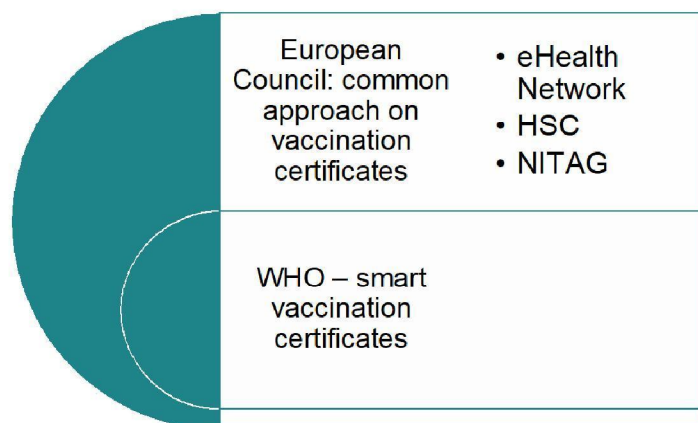 European
Council: common
approach on
vaccination
certificates
• eHealth
Network
• HSC
• NITAG
WHO – smart
vaccination
certificates